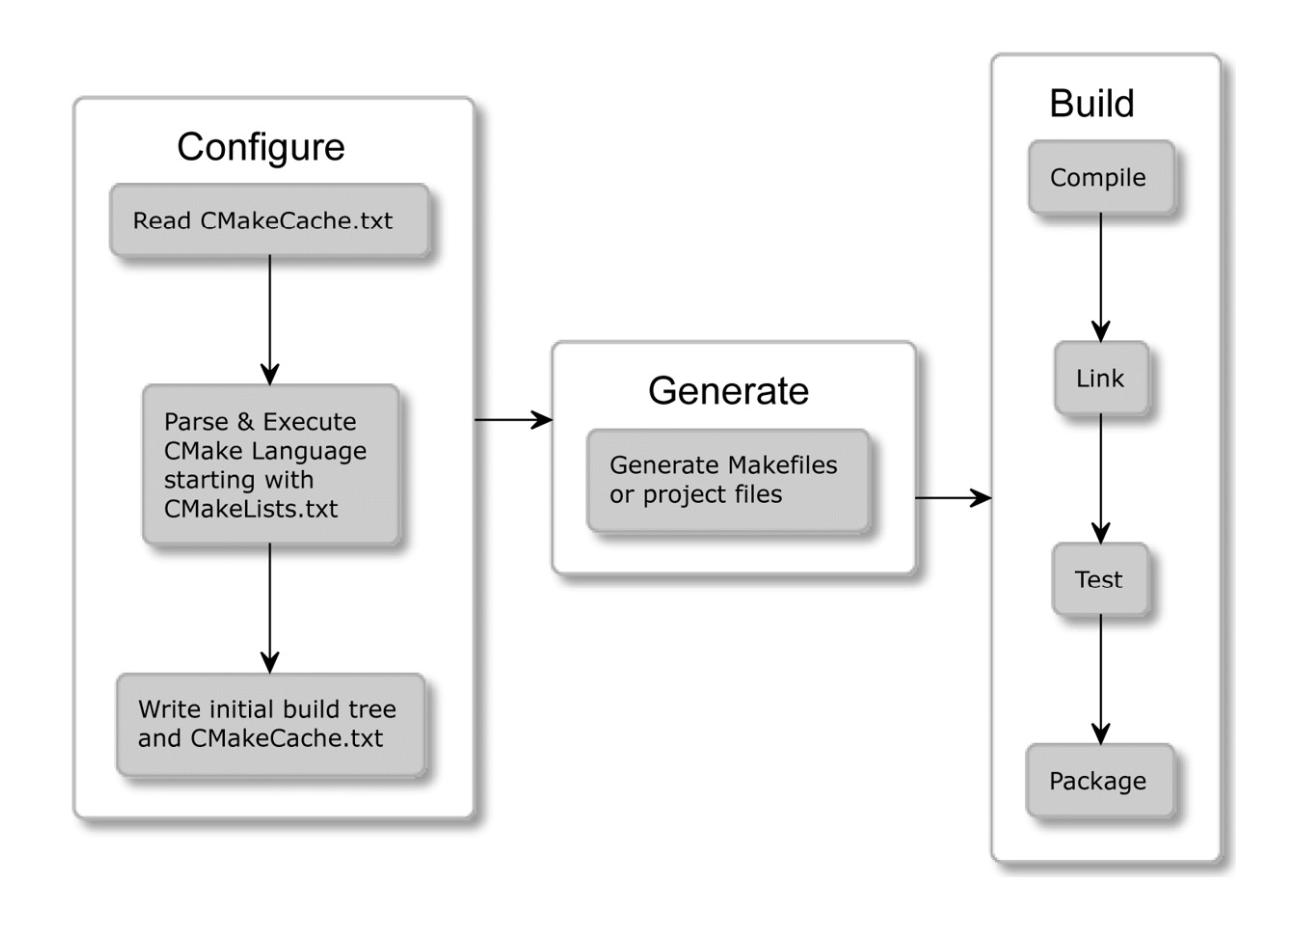 Configure
Read CMakeCache.txt
Parse & Execute
CMake Language
starting with
CMakeLists.txt
Write initial build tree
and CMakeCache.txt
Generate
Generate Makefiles
or project files
Build
Compile
Link
Test
Package